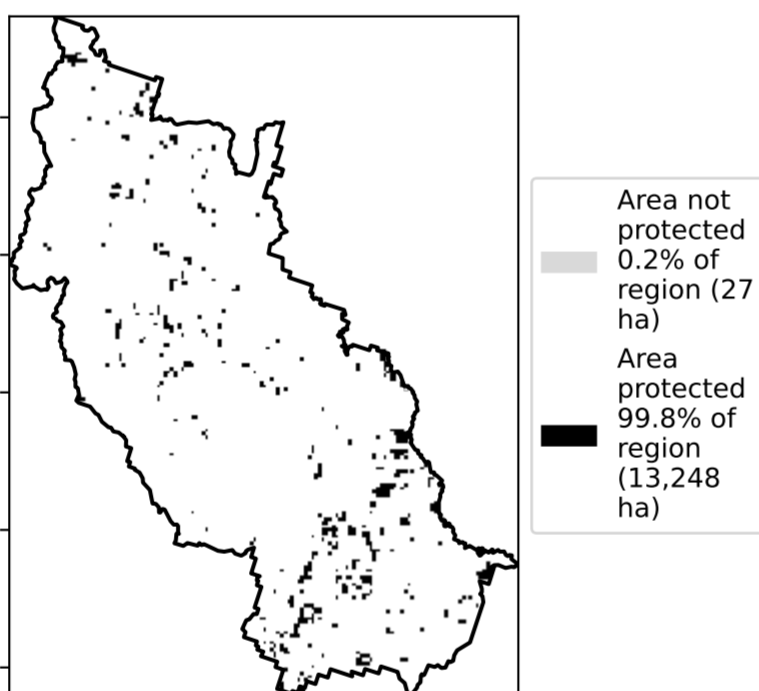 Area not
protected
0.2% of
region (27
ha)
Area
protected
99.8% of
region
(13,248
ha)